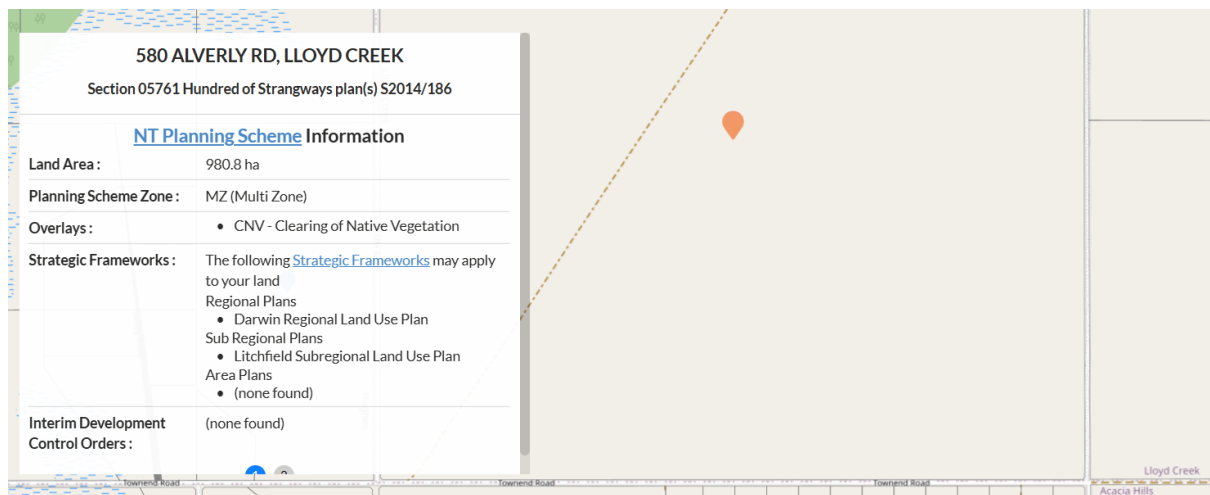 580 ALVERLY RD, LLOYD CREEK
Section 05761 Hundred of Strangways plan(s) S2014/186
NT Planning Scheme Information
Land Area : 980.8 ha
Planning Scheme Zone : MZ (Multi Zone)
Overlays : • CNV - Clearing of Native Vegetation
Strategic Frameworks : The following Strategic Frameworks may apply
to your land
Regional Plans
• Darwin Regional Land Use Plan
Sub Regional Plans
• Litchfield Subregional Land Use Plan
Area Plans
• (none found)
Interim Development (none found)
Control Orders :
Lloyd Creek
Townend Road Townend Road Townend Road
Acacia Hills